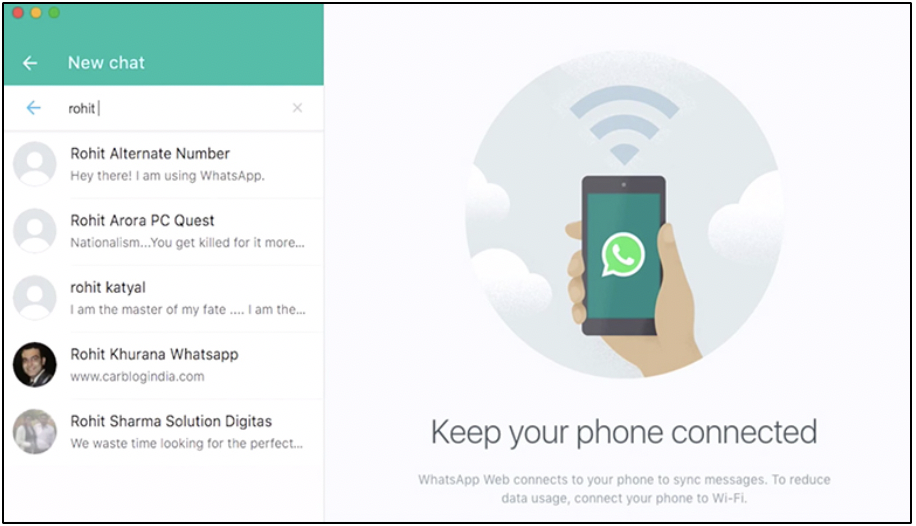 New chat
rohit
Rohit Alternate Number
Hey there! I am using WhatsApp.
Rohit Arora PC Quest
Nationalism...You get killed for it more...
rohit katyal
I am the master of my fate .... I am the...
Rohit Khurana Whatsapp
www.carblogindia.com
Rohit Sharma Solution Digitas
We waste time looking for the perfect...
Keep your phone connected
WhatsApp Web connects to your phone to sync messages. To reduce
data usage, connect your phone to Wi-Fi.